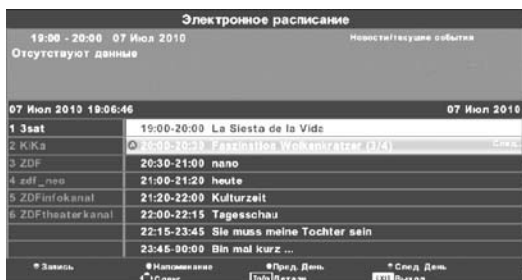 Электронное расписание
19:00 - 20:00 07 Июл 2010 Новости/текущие события
Отсутствуют данные
07 Июл 2010 19:06:46 07 Июл 2010
1 3sat 19:00-20:00 La Siesta de la Vida
2 KiKa 20:00-20:30 Faszination Wolkenkratzer (3/4) След.
3 ZDF 20:30-21:00 nano
4 zdf_neo 21:00-21:20 heute
5 ZDFinfokanal 21:20-22:00 Kulturzeit
6 ZDFtheaterkanal 22:00-22:15 Tagesschau
22:15-23:45 Sie muss meine Tochter sein
23:45-00:00 Bin mal kurz ...
Запись Напоминание Пред. День След. День
След. Info Детали EXIT Выход